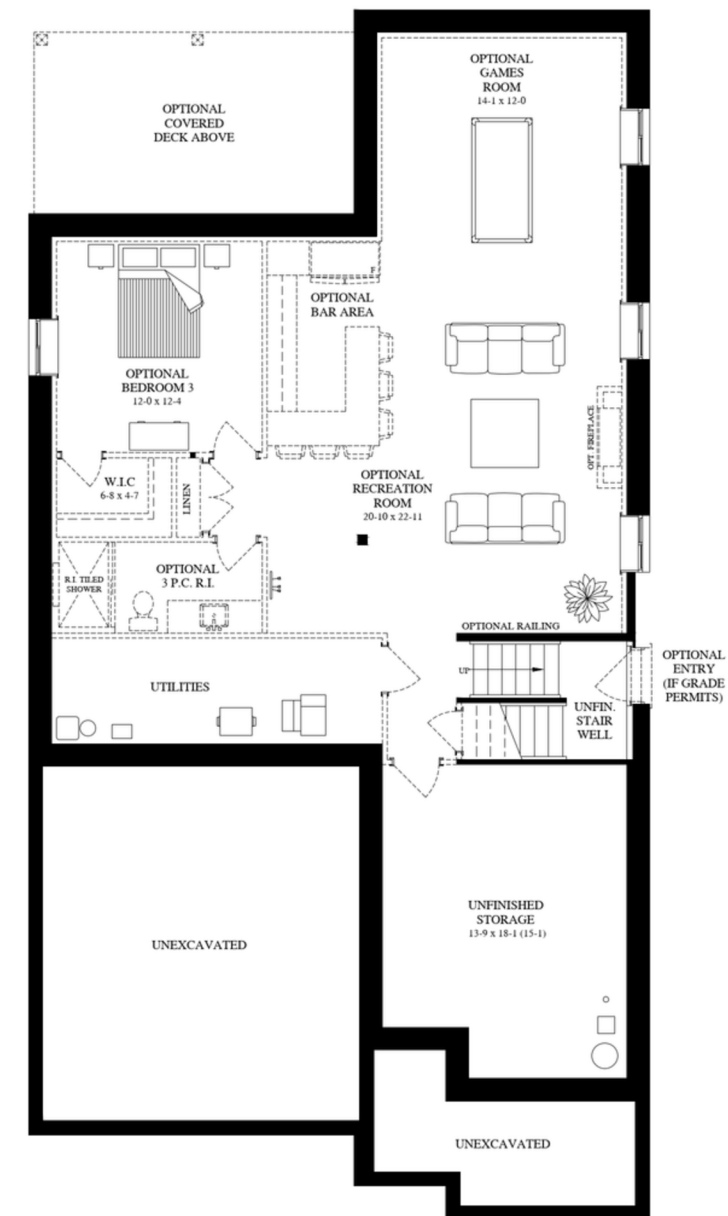 OPTIONAL
GAMES
ROOM
14-1 x 12-0
OPTIONAL
COVERED
DECK ABOVE
OPTIONAL
BAR AREA
OPTIONAL
BEDROOM 3
12-0 x 12-4
OPT. FIREPLACE
W.I.C
6-8 x 4-7
LINEN
OPTIONAL
RECREATION
ROOM
20-10 x 22-11
OPTIONAL
3 P.C. R.I.
R.I. TILED
SHOWER
OPTIONAL RAILING
UP
OPTIONAL
ENTRY
(IF GRADE
PERMITS)
UTILITIES
UNFIN.
STAIR
WELL
UNFINISHED
STORAGE
13-9 x 18-1 (15-1)
UNEXCAVATED
UNEXCAVATED